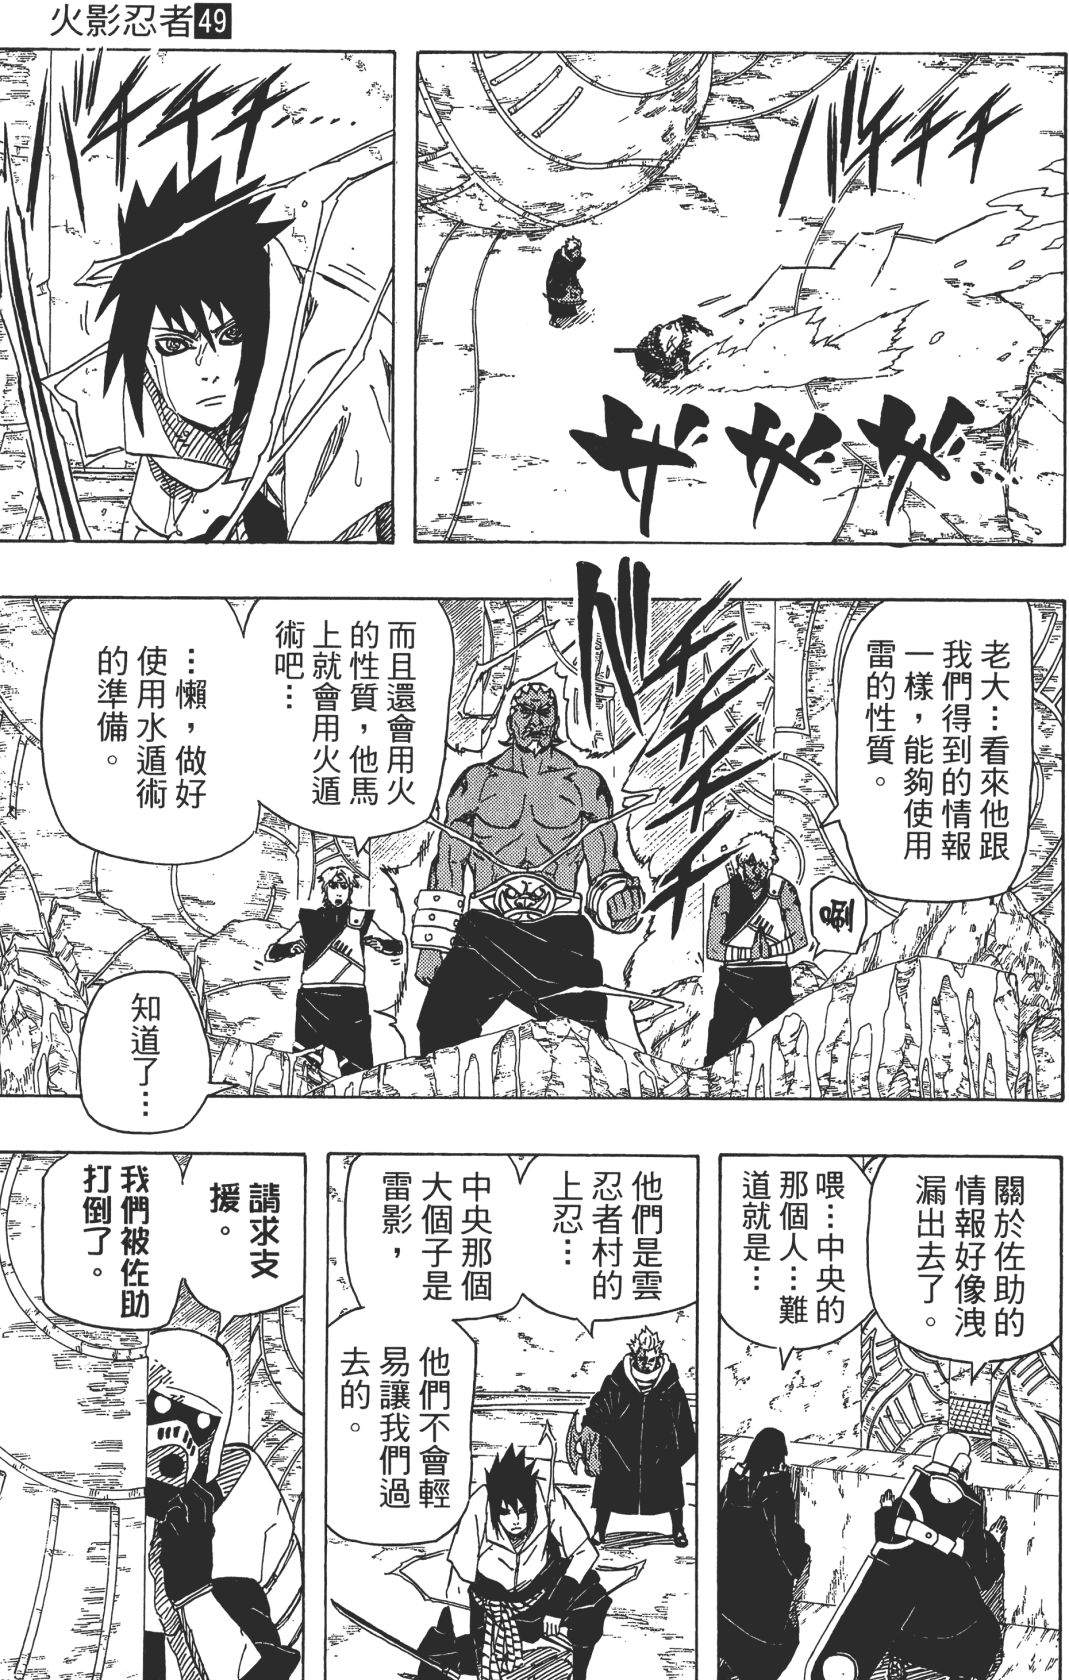 火影忍者49
バチチチ
ザザザ…
バチチチ……
老大…看來他跟
我們得到的情報
一樣，能夠使用
雷的性質。
而且還會用火
的性質，他馬
上就會用火遁
術吧…
…懶，做好
使用水遁術
的準備。
バチチチチ
知道了…
關於佐助的
情報好像洩
漏出去了。
喂…中央的
那個人…難
道就是…
他們是雲
忍者村的
上忍…
中央那個
大個子是
雷影，
他們不會輕
易讓我們過
去的。
請求支
援。
我們被佐助
打倒了。